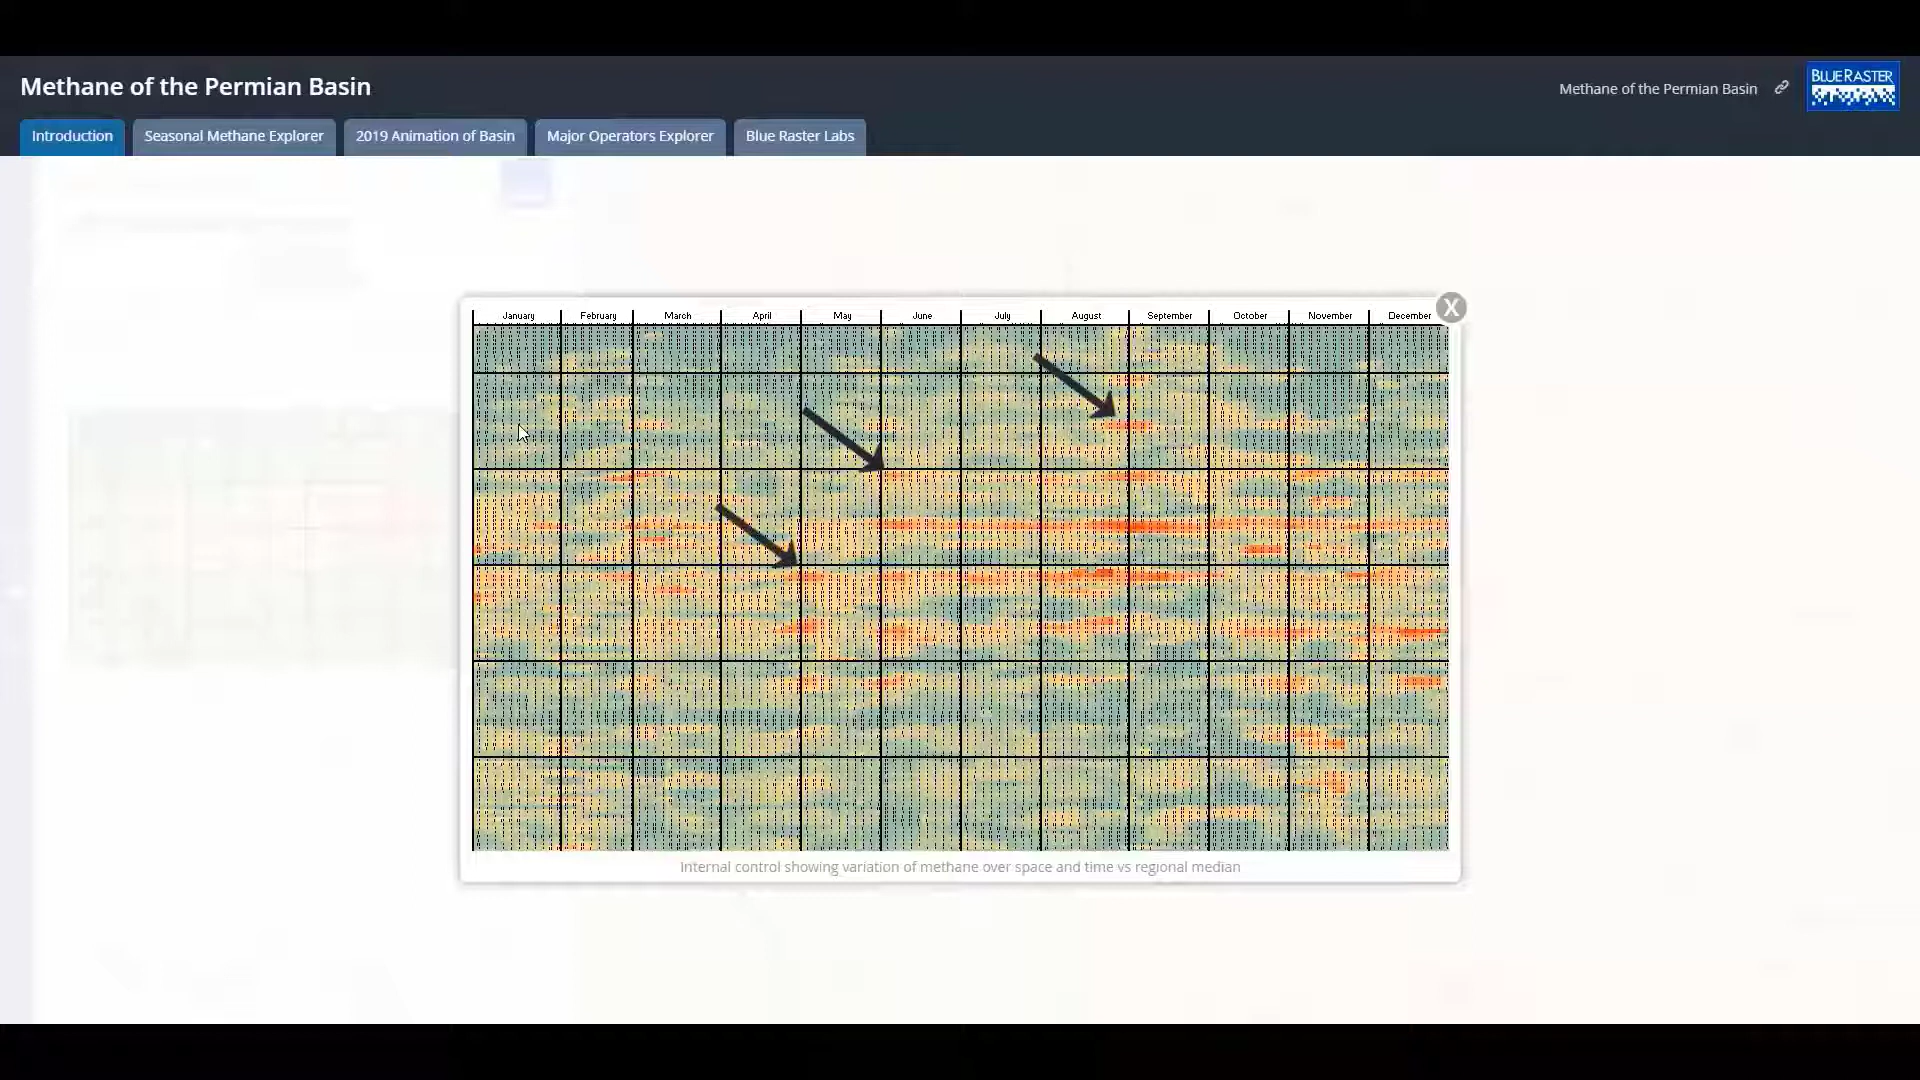 Methane of the Permian Basin
Methane of the Permian Basin
BLUERASTER
Introduction
Seasonal Methane Explorer
2019 Animation of Basin
Major Operators Explorer
Blue Raster Labs
X
January February March April May June July August September October November December
Internal control showing variation of methane over space and time vs regional median